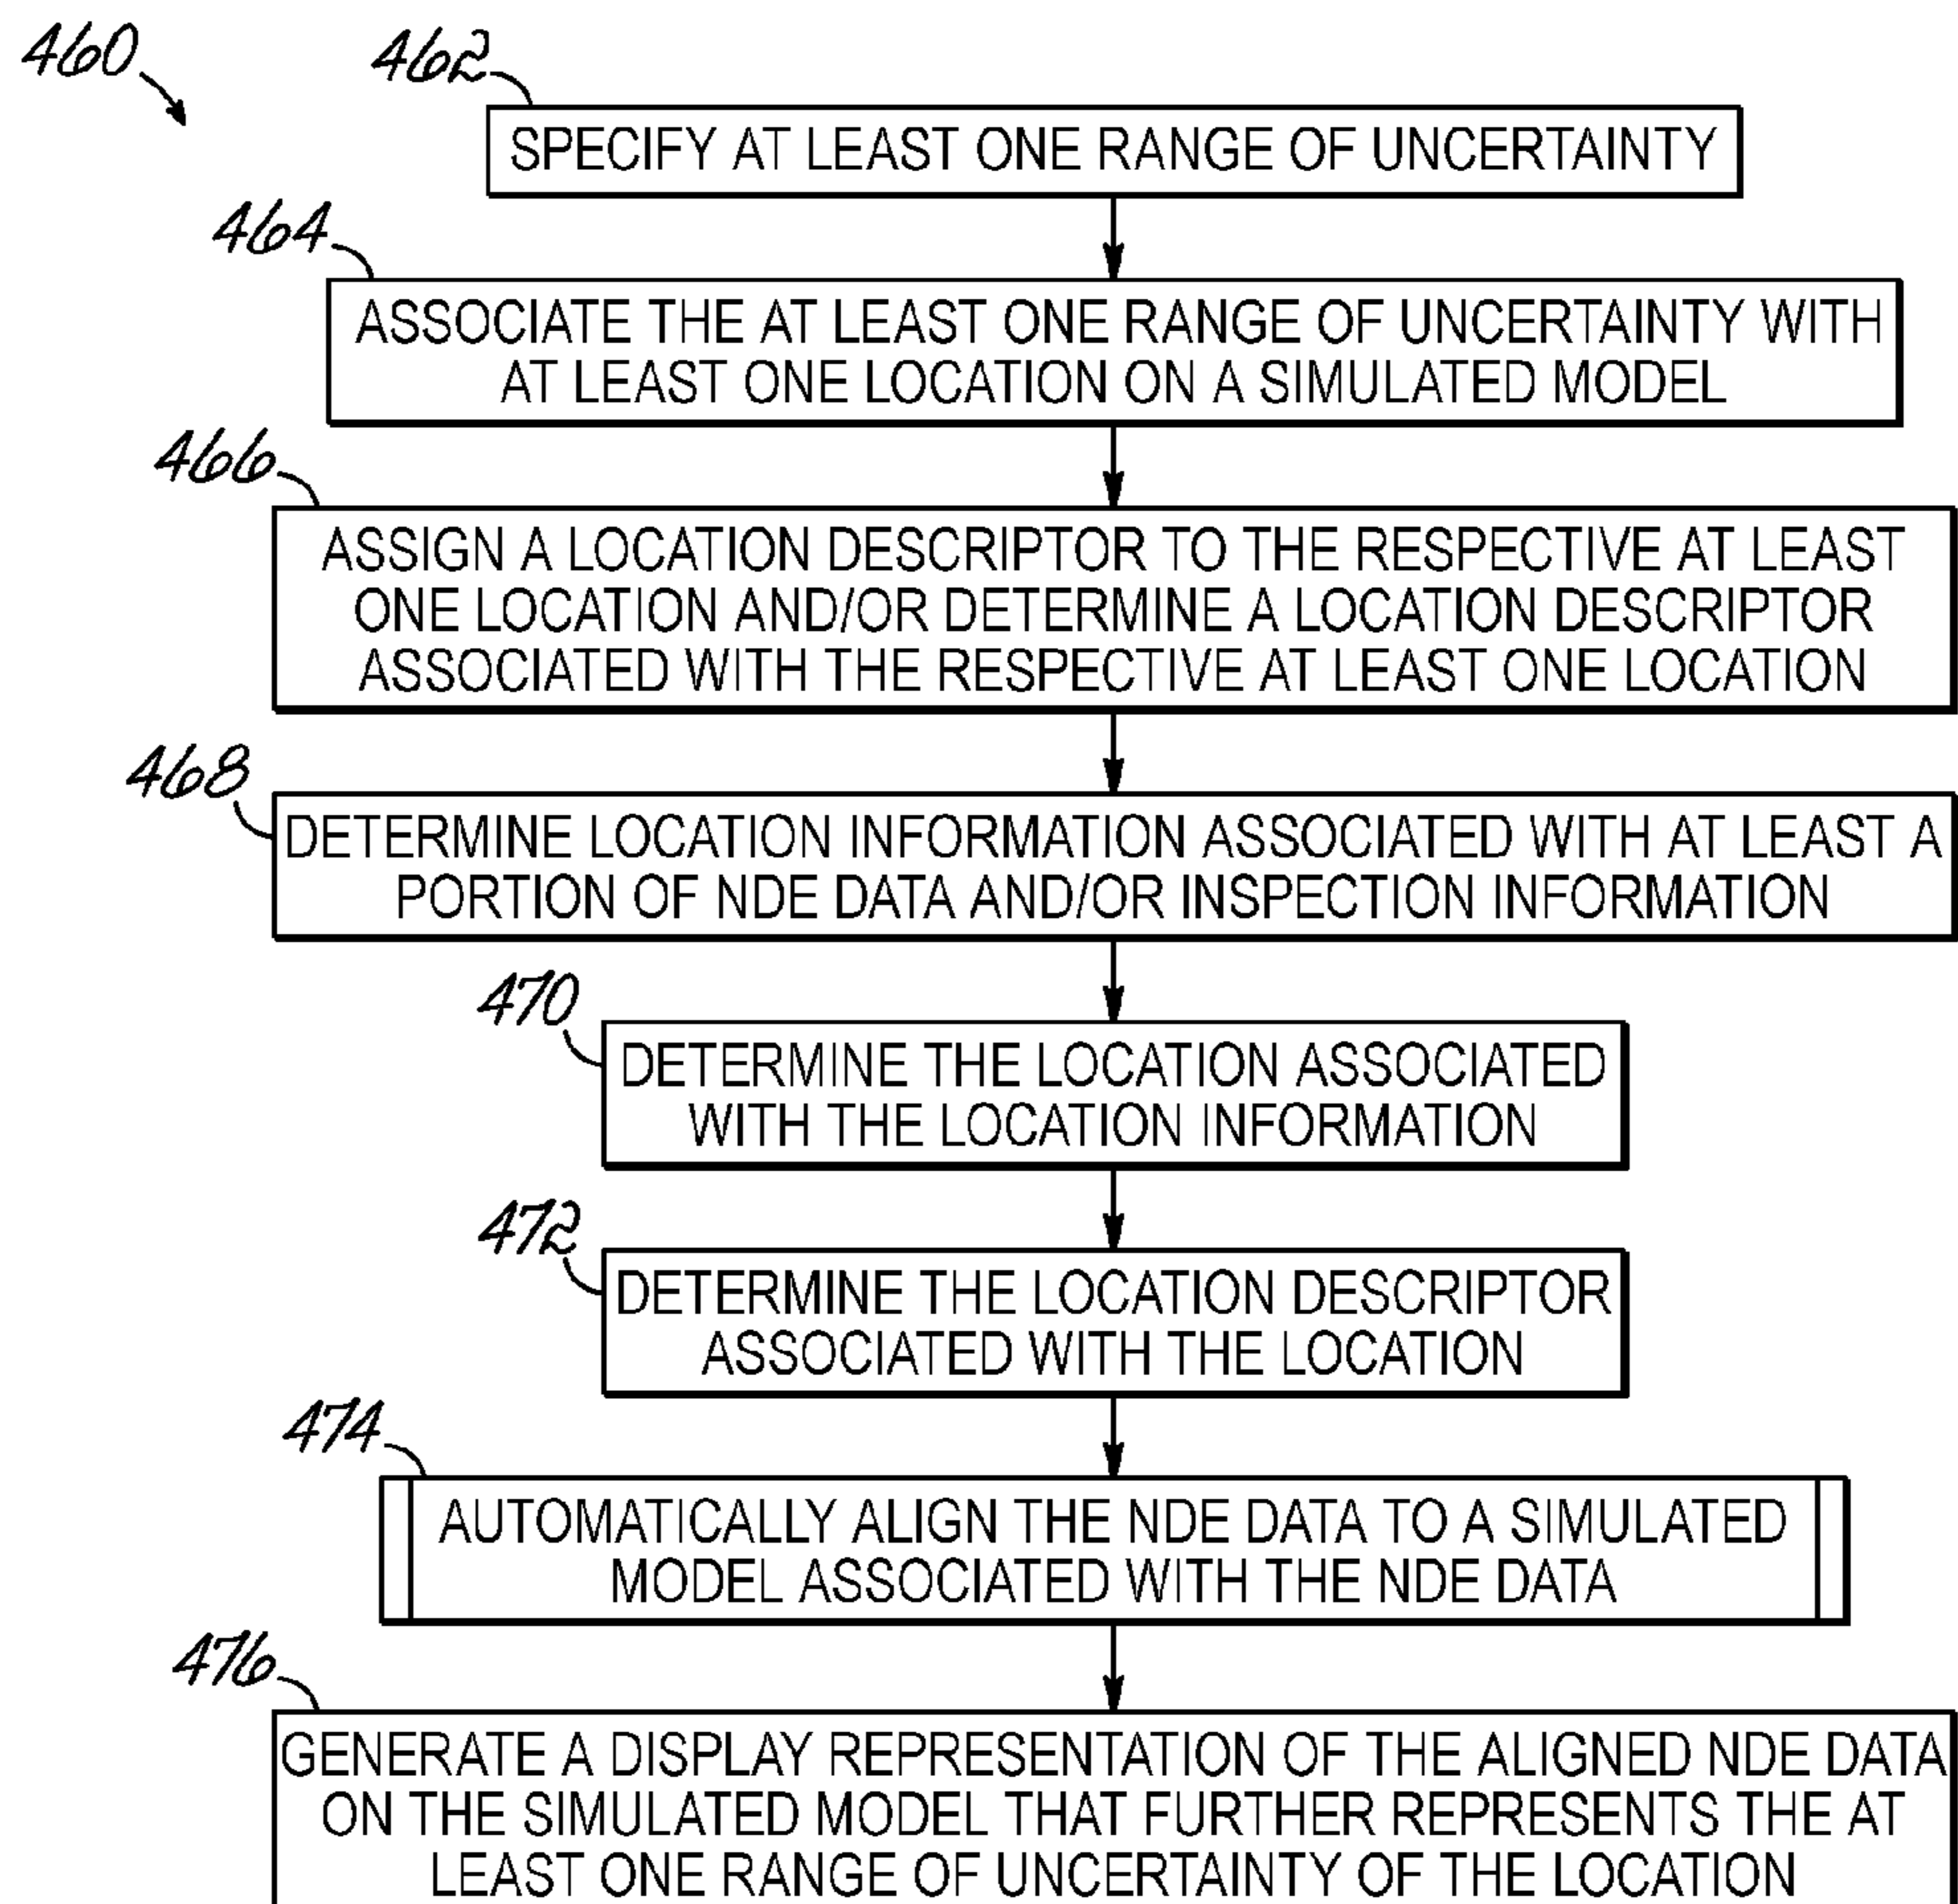 460
462
SPECIFY AT LEAST ONE RANGE OF UNCERTAINTY
464
ASSOCIATE THE AT LEAST ONE RANGE OF UNCERTAINTY WITH
AT LEAST ONE LOCATION ON A SIMULATED MODEL
466
ASSIGN A LOCATION DESCRIPTOR TO THE RESPECTIVE AT LEAST
ONE LOCATION AND/OR DETERMINE A LOCATION DESCRIPTOR
ASSOCIATED WITH THE RESPECTIVE AT LEAST ONE LOCATION
468
DETERMINE LOCATION INFORMATION ASSOCIATED WITH AT LEAST A
PORTION OF NDE DATA AND/OR INSPECTION INFORMATION
470
DETERMINE THE LOCATION ASSOCIATED
WITH THE LOCATION INFORMATION
472
DETERMINE THE LOCATION DESCRIPTOR
ASSOCIATED WITH THE LOCATION
474
AUTOMATICALLY ALIGN THE NDE DATA TO A SIMULATED
MODEL ASSOCIATED WITH THE NDE DATA
476
GENERATE A DISPLAY REPRESENTATION OF THE ALIGNED NDE DATA
ON THE SIMULATED MODEL THAT FURTHER REPRESENTS THE AT
LEAST ONE RANGE OF UNCERTAINTY OF THE LOCATION